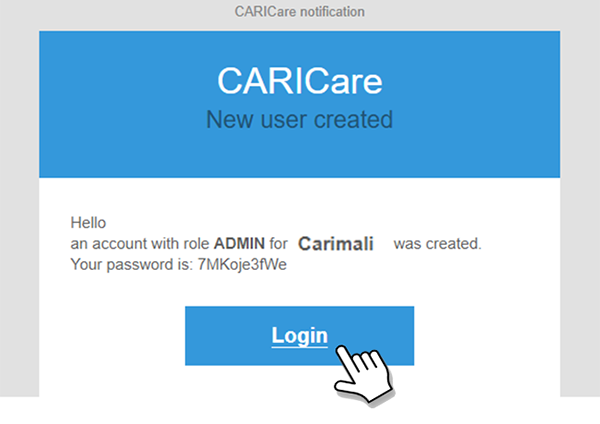 CARICare notification
CARICare
New user created
Hello
an account with role ADMIN for Carimali was created.
Your password is: 7MKoje3fWe
Login